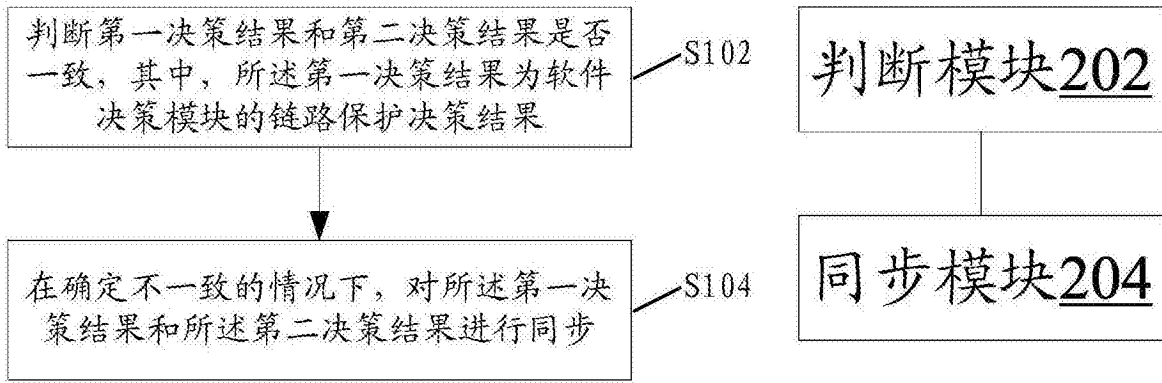 判断第一决策结果和第二决策结果是否
一致，其中，所述第一决策结果为软件
决策模块的链路保护决策结果
S102
在确定不一致的情况下，对所述第一决
策结果和所述第二决策结果进行同步
S104
判断模块202
同步模块204